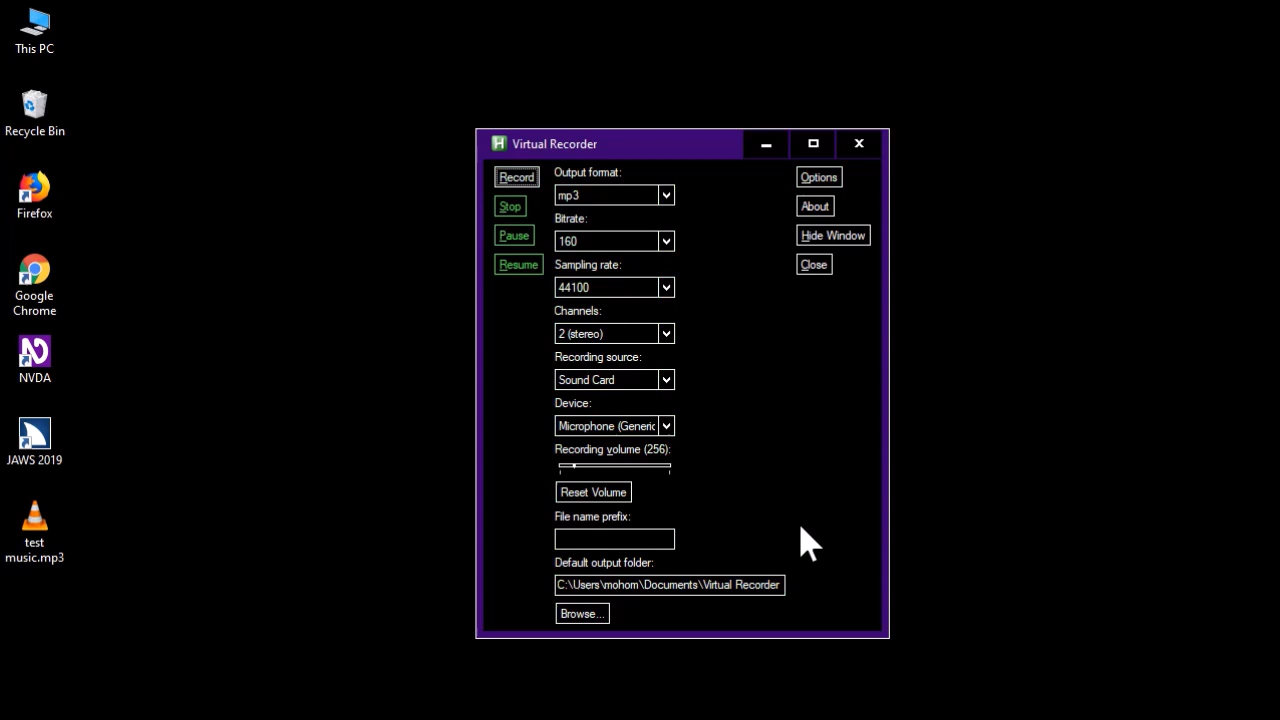 This PC
Recycle Bin
Firefox
Google
Chrome
NVDA
JAWS 2019
test
music.mp3
Virtual Recorder
Record
Stop
Pause
Resume
Output format:
mp3
Bitrate:
160
Sampling rate:
44100
Channels:
2 (stereo)
Recording source:
Sound Card
Device:
Microphone (Generic
Recording volume (256):
Reset Volume
File name prefix:
Default output folder:
C:\Users\mohom\Documents\Virtual Recorder
Browse...
Options
About
Hide Window
Close